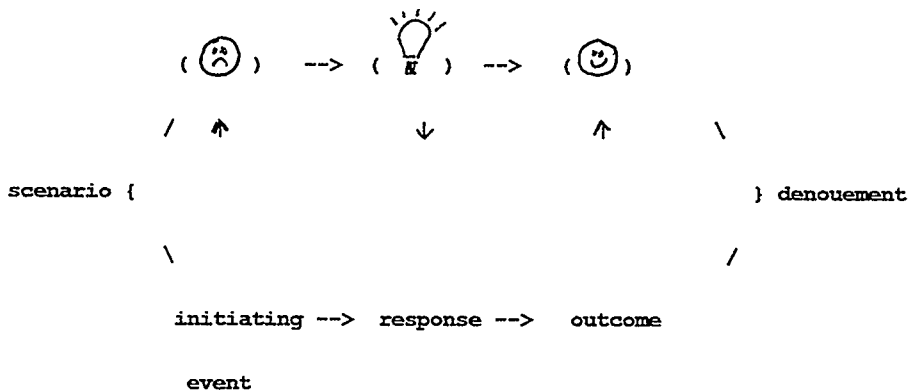 ( ) --> ( ) --> ( )
/ ↑ ↓ ↑ \
scenario { } denouement
\ /
initiating --> response --> outcome
event